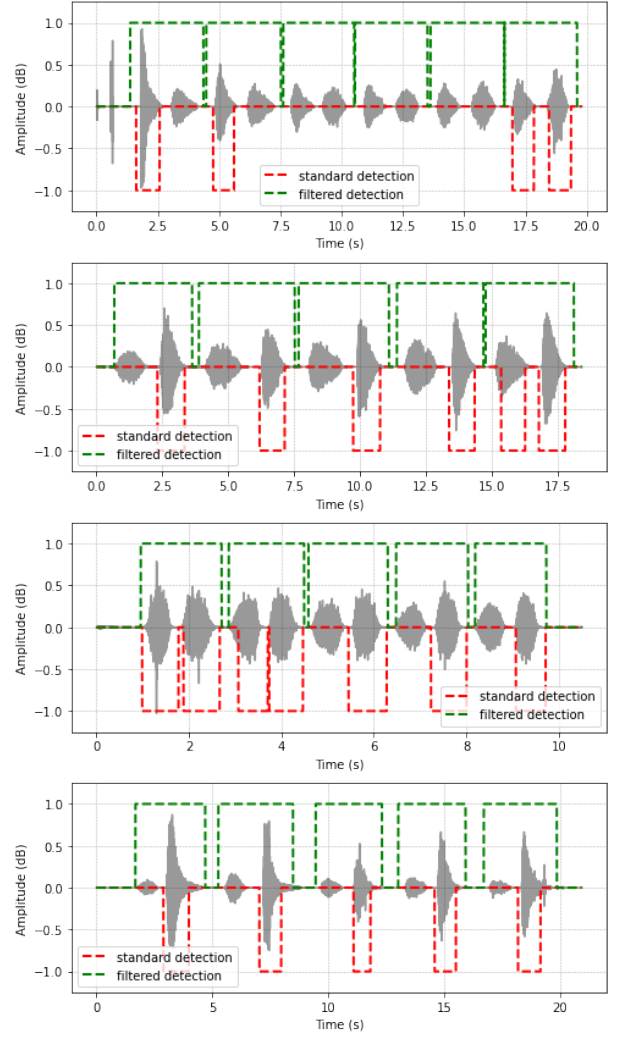 1.0
0.5
0.0
−0.5
−1.0
Amplitude (dB)
standard detection
filtered detection
0.0 2.5 5.0 7.5 10.0 12.5 15.0 17.5 20.0
Time (s)
1.0
0.5
0.0
−0.5
−1.0
Amplitude (dB)
standard detection
filtered detection
0.0 2.5 5.0 7.5 10.0 12.5 15.0 17.5
Time (s)
1.0
0.5
0.0
−0.5
−1.0
Amplitude (dB)
standard detection
filtered detection
0 2 4 6 8 10
Time (s)
1.0
0.5
0.0
−0.5
−1.0
Amplitude (dB)
standard detection
filtered detection
0 5 10 15 20
Time (s)